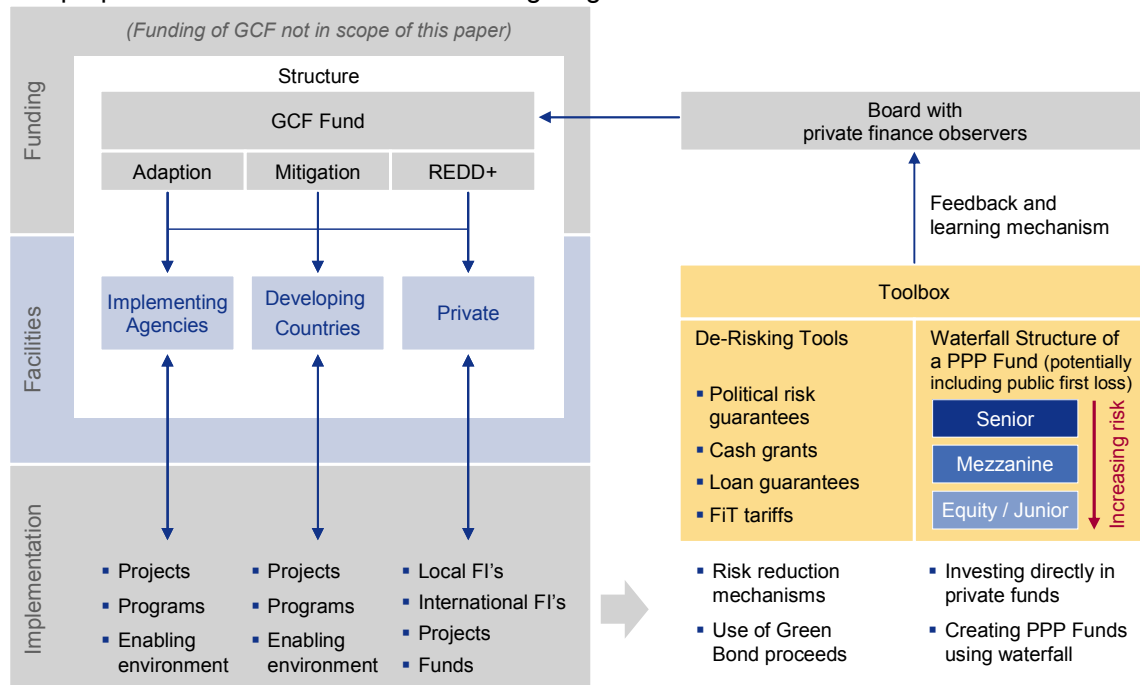 (Funding of GCF not in scope of this paper)
Funding
Structure
GCF Fund
Adaption
Mitigation
REDD+
Facilities
Implementing
Agencies
Developing
Countries
Private
Implementation
▪ Projects
▪ Programs
▪ Enabling
environment
▪ Projects
▪ Programs
▪ Enabling
environment
▪ Local FI's
▪ International FI's
▪ Projects
▪ Funds
Board with
private finance observers
Feedback and
learning mechanism
Toolbox
De-Risking Tools
▪ Political risk
guarantees
▪ Cash grants
▪ Loan guarantees
▪ FiT tariffs
Waterfall Structure of
a PPP Fund (potentially
including public first loss)
Senior
Mezzanine
Equity / Junior
Increasing risk
▪ Risk reduction
mechanisms
▪ Use of Green
Bond proceeds
▪ Investing directly in
private funds
▪ Creating PPP Funds
using waterfall